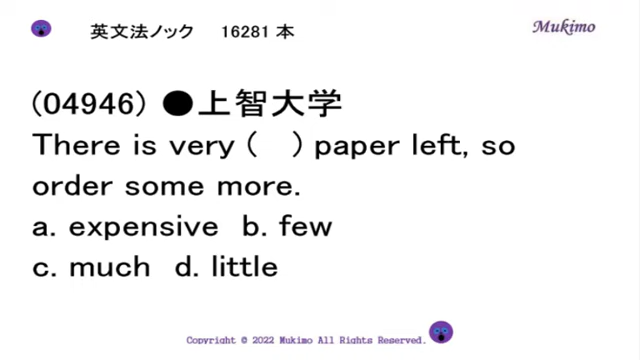 英文法ノック 16281 本
Mukimo
(04946) ●上智大学
There is very ( ) paper left, so
order some more.
a. expensive b. few
c. much d. little
Copyright © 2022 Mukimo All Rights Reserved.